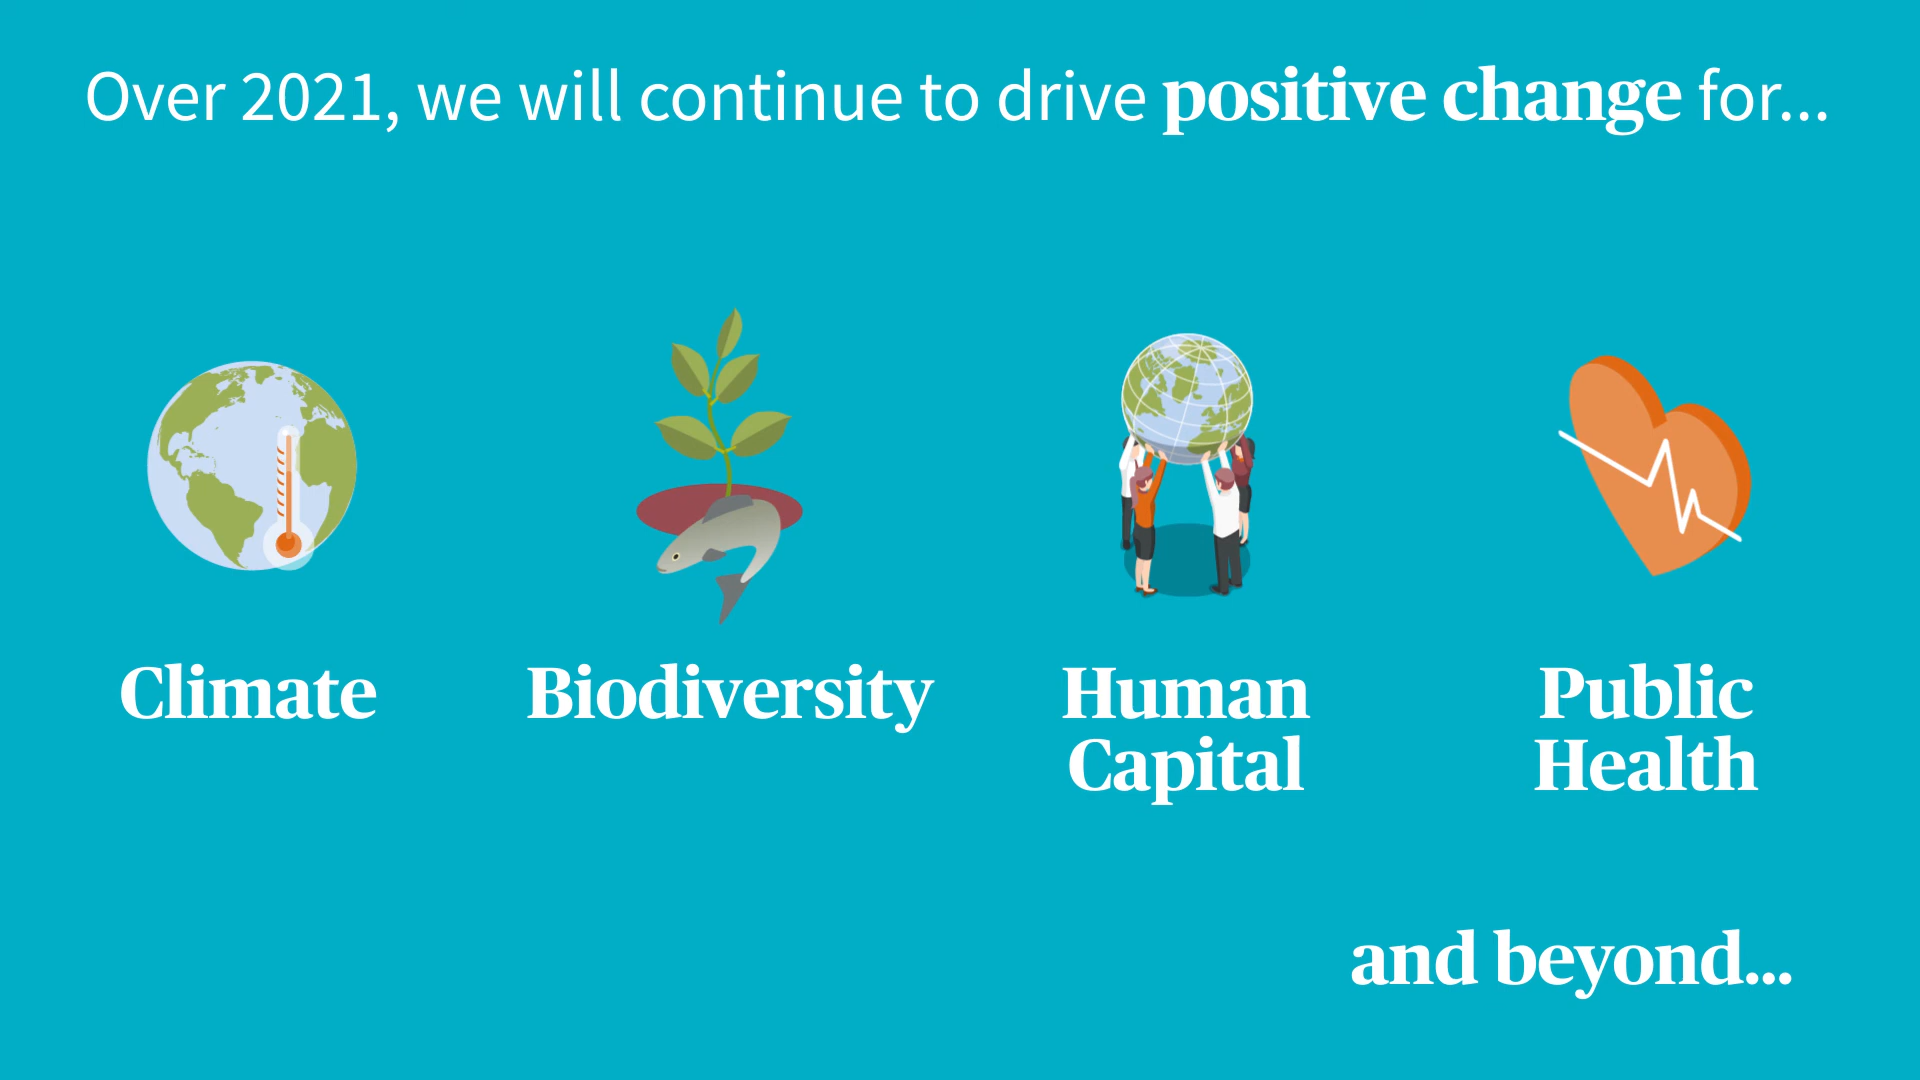 Over 2021, we will continue to drive positive change for...
Climate
Biodiversity
Human
Capital
Public
Health
and beyond...